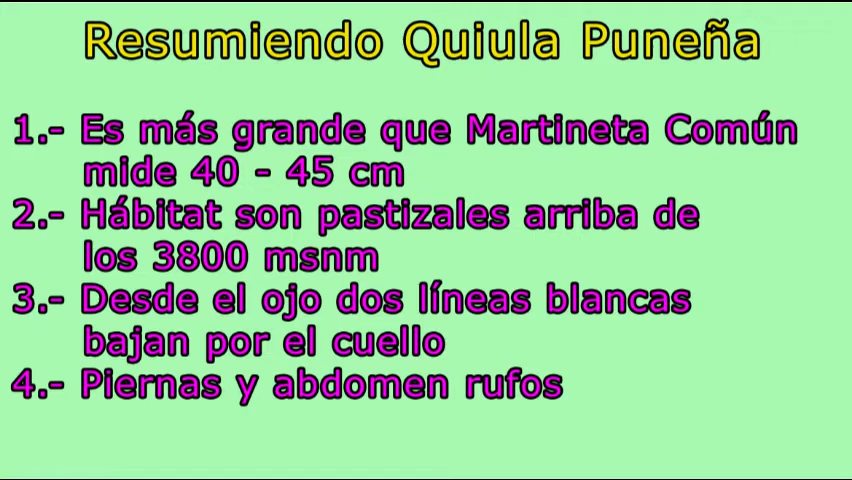 Resumiendo Quiula Puneña
1.- Es más grande que Martineta Común
mide 40 - 45 cm
2.- Hábitat son pastizales arriba de
los 3800 msnm
3.- Desde el ojo dos líneas blancas
bajan por el cuello
4.- Piernas y abdomen rufos